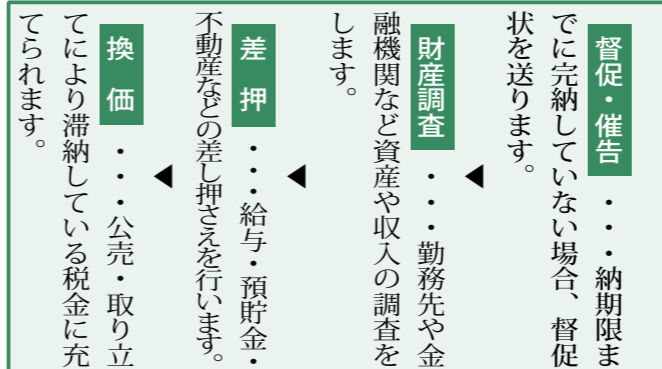 督促・催告・・・納期限ま
でに完納していない場合、督促
状を送ります。
▼
財産調査・・・勤務先や金
融機関など資産や収入の調査を
します。
▼
差押・・・給与・預貯金・
不動産などの差し押さえを行います。
▼
換価・・・公売・取り立
てにより滞納している税金に充
てられます。